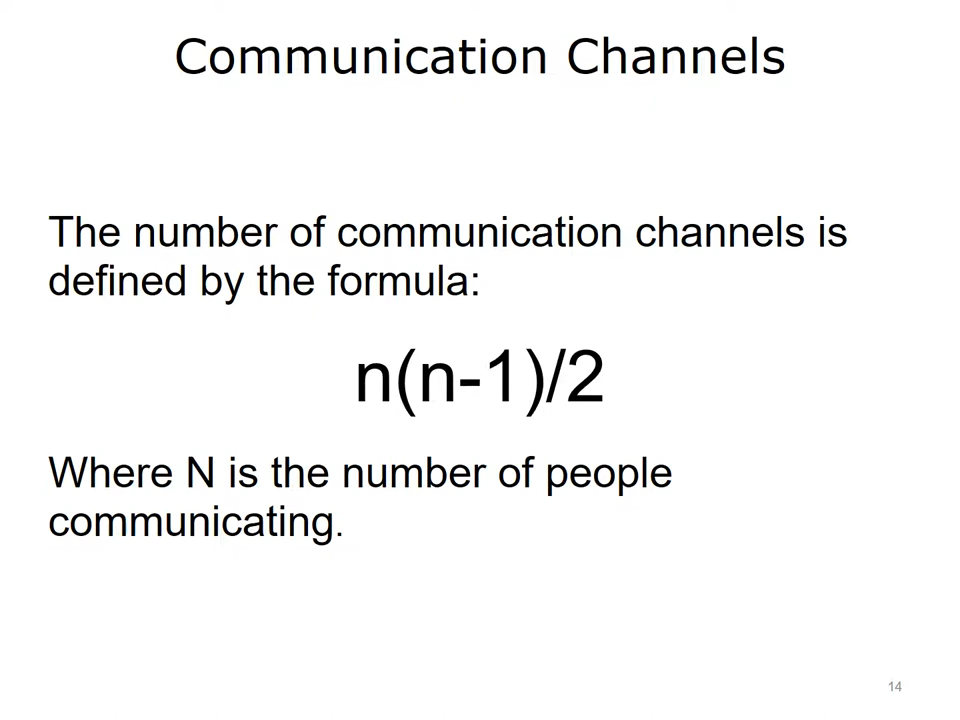 Communication Channels
The number of communication channels is
defined by the formula:
n(n-1)/2
Where N is the number of people
communicating.
14